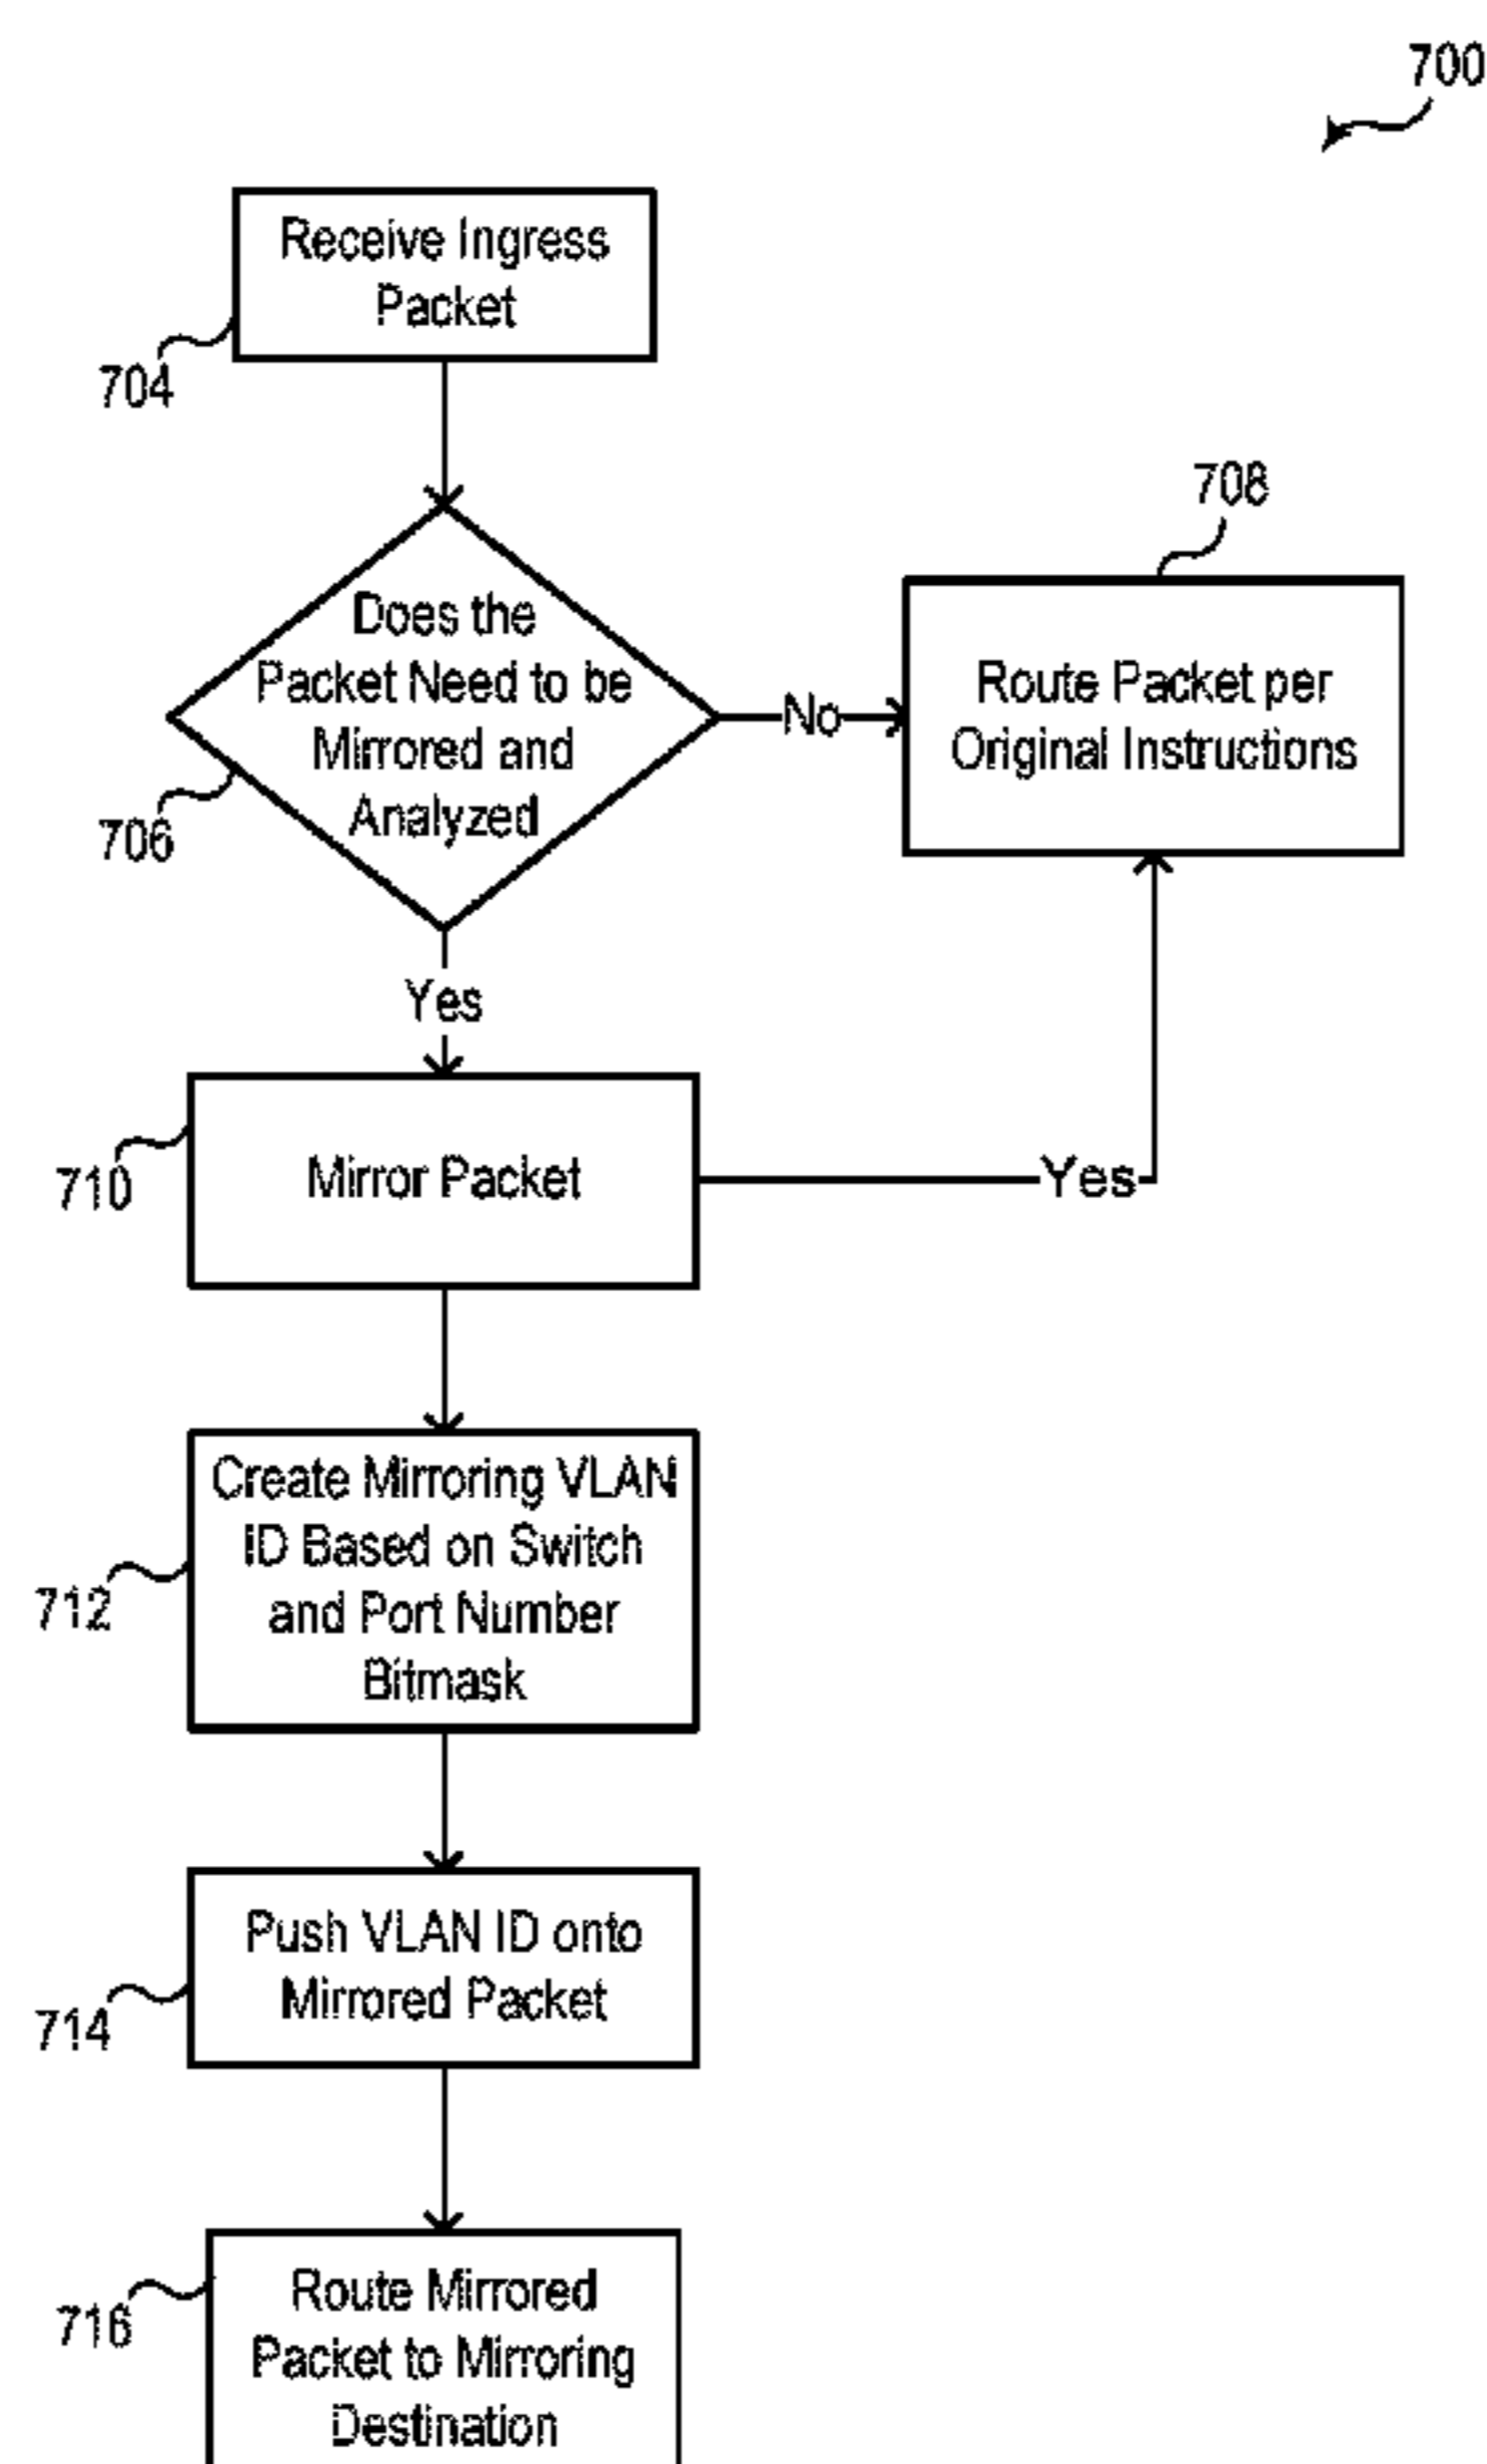 700
Receive Ingress
Packet
704
708
Does the
Packet Need to be
Mirrored and
Analyzed
706
No
Route Packet per
Original Instructions
Yes
Mirror Packet
710
Yes
Create Mirroring VLAN
ID Based on Switch
and Port Number
Bitmask
712
Push VLAN ID onto
Mirrored Packet
714
Route Mirrored
Packet to Mirroring
Destination
716